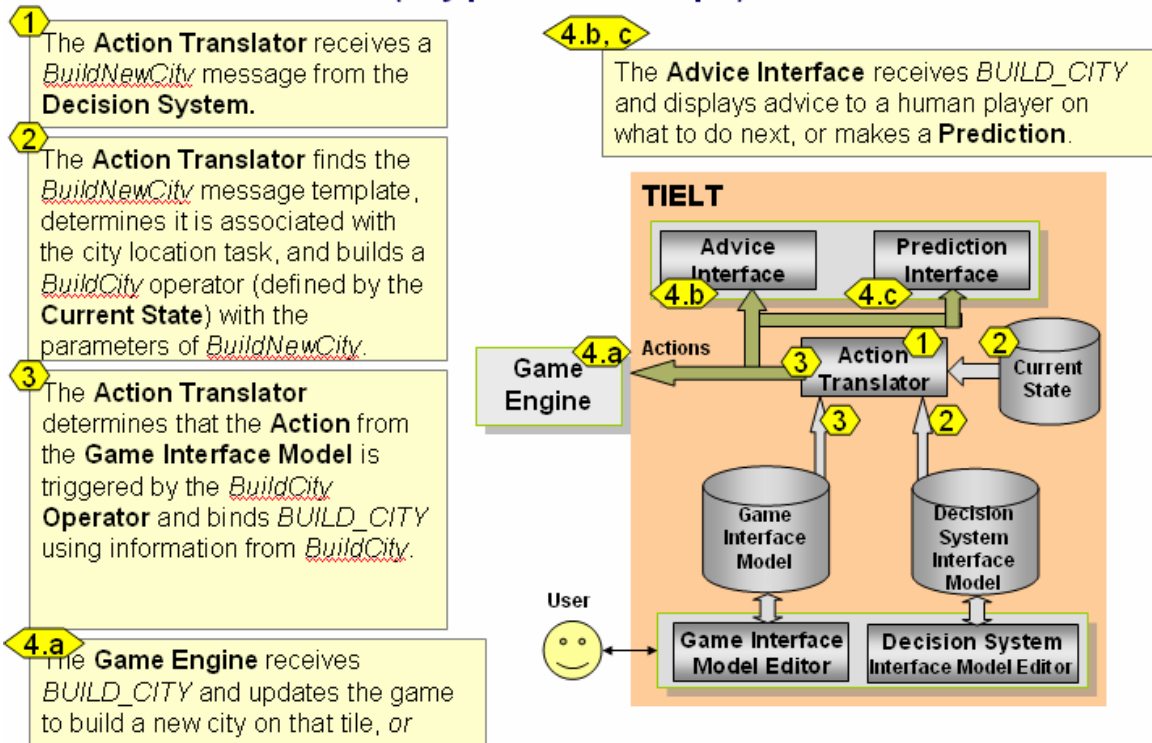 1
The Action Translator receives a
BuildNewCity message from the
Decision System.
2
The Action Translator finds the
BuildNewCity message template,
determines it is associated with
the city location task, and builds a
BuildCity operator (defined by the
Current State) with the
parameters of BuildNewCity.
3
The Action Translator
determines that the Action from
the Game Interface Model is
triggered by the BuildCity
Operator and binds BUILD_CITY
using information from BuildCity.
4.a
The Game Engine receives
BUILD_CITY and updates the game
to build a new city on that tile, or
4.b, c
The Advice Interface receives BUILD_CITY
and displays advice to a human player on
what to do next, or makes a Prediction.
TIELT
Advice
Interface
4.b
Prediction
Interface
4.c
Game
Engine
4.a
Actions
3
Action
Translator
1
2
Current
State
3
2
Game
Interface
Model
Decision
System
Interface
Model
User
Game Interface
Model Editor
Decision System
Interface Model Editor